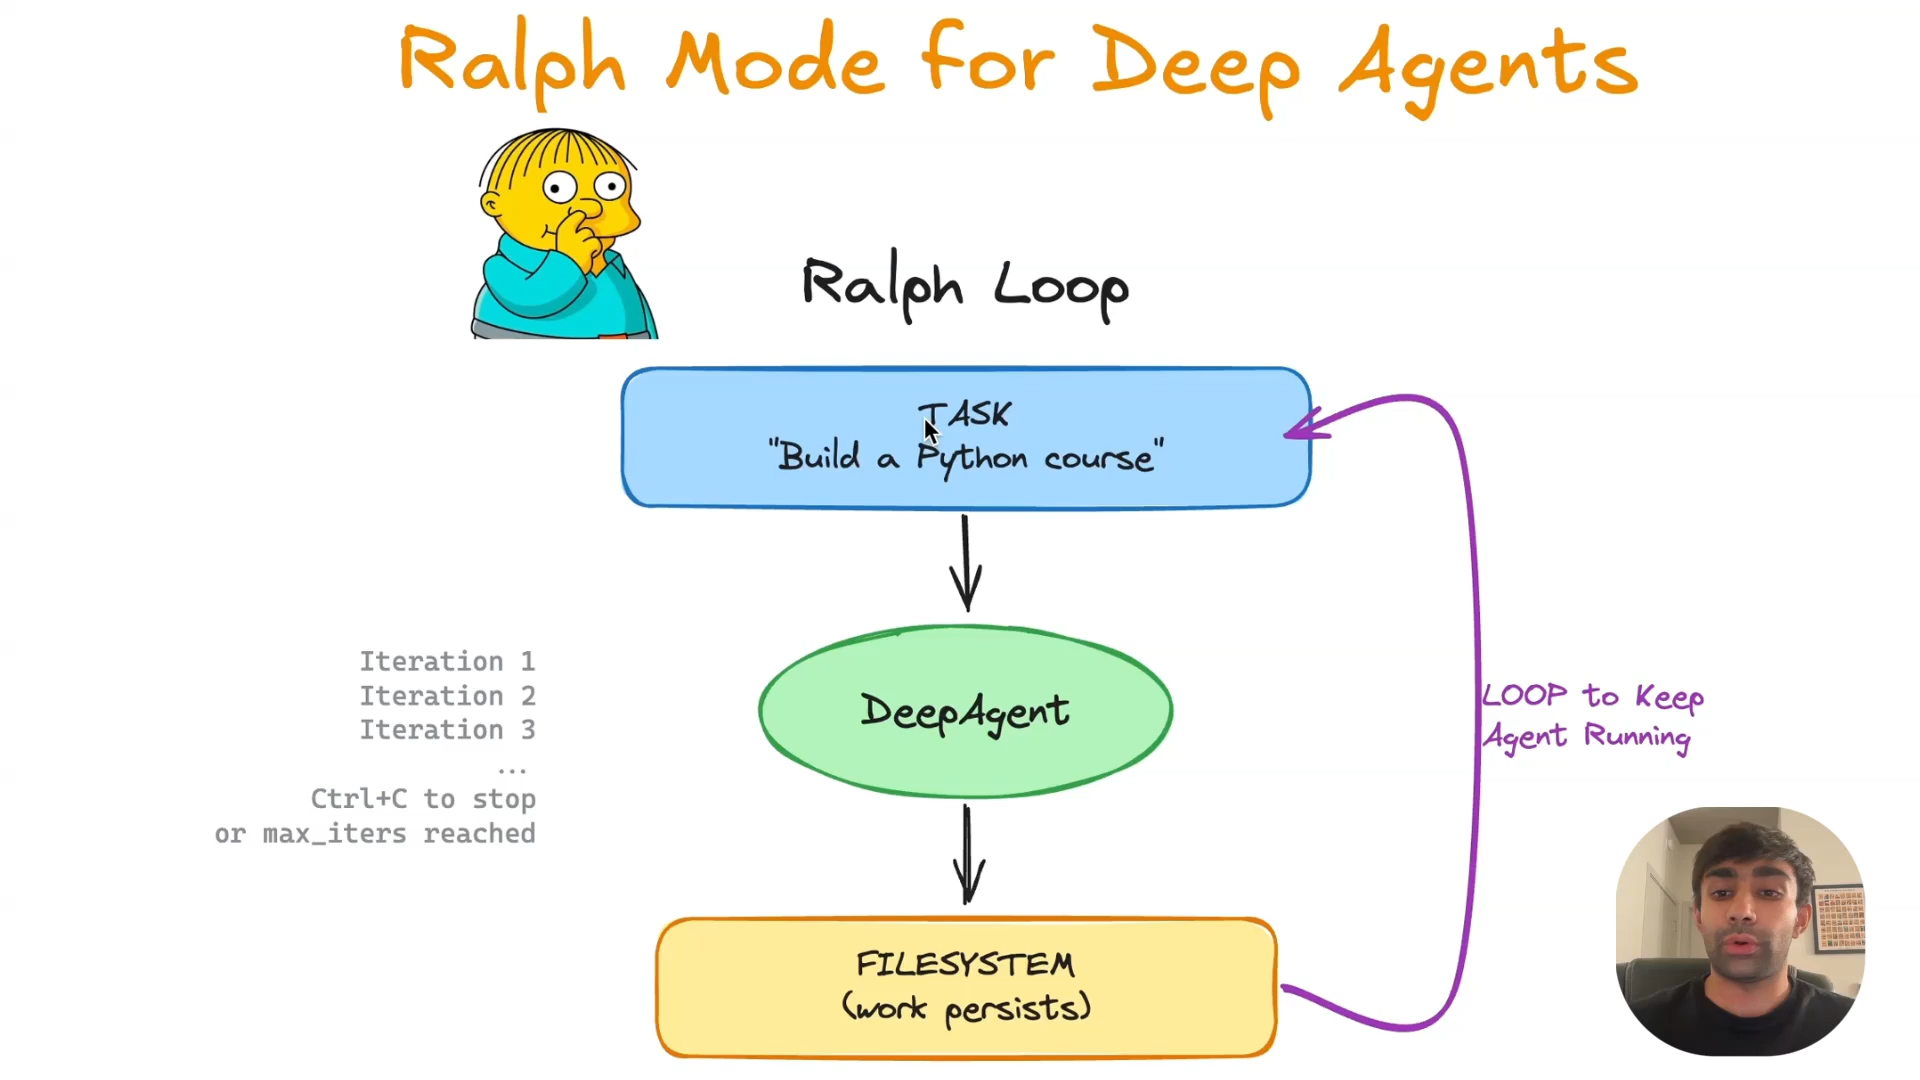 Ralph Mode for Deep Agents
Ralph Loop
TASK
"Build a Python course"
Iteration 1
Iteration 2
Iteration 3
...
Ctrl+C to stop
or max_iters reached
DeepAgent
LOOP to Keep
Agent Running
FILESYSTEM
(work persists)